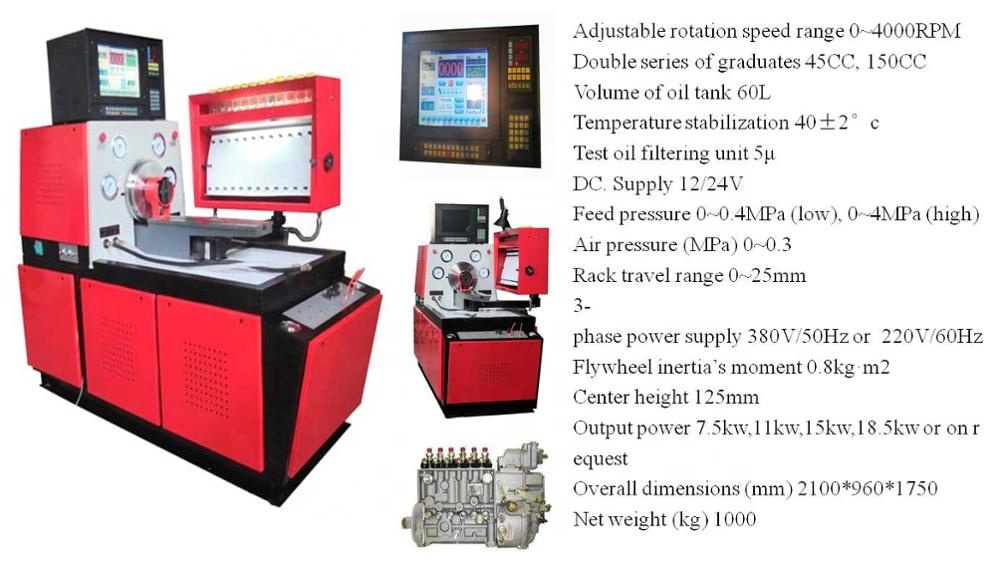 Adjustable rotation speed range 0~4000RPM
Double series of graduates 45CC, 150CC
Volume of oil tank 60L
Temperature stabilization 40±2°c
Test oil filtering unit 5μ
DC. Supply 12/24V
Feed pressure 0~0.4MPa (low), 0~4MPa (high)
Air pressure (MPa) 0~0.3
Rack travel range 0~25mm
3-
phase power supply 380V/50Hz or 220V/60Hz
Flywheel inertia’s moment 0.8kg·m2
Center height 125mm
Output power 7.5kw,11kw,15kw,18.5kw or on r
equest
Overall dimensions (mm) 2100*960*1750
Net weight (kg) 1000